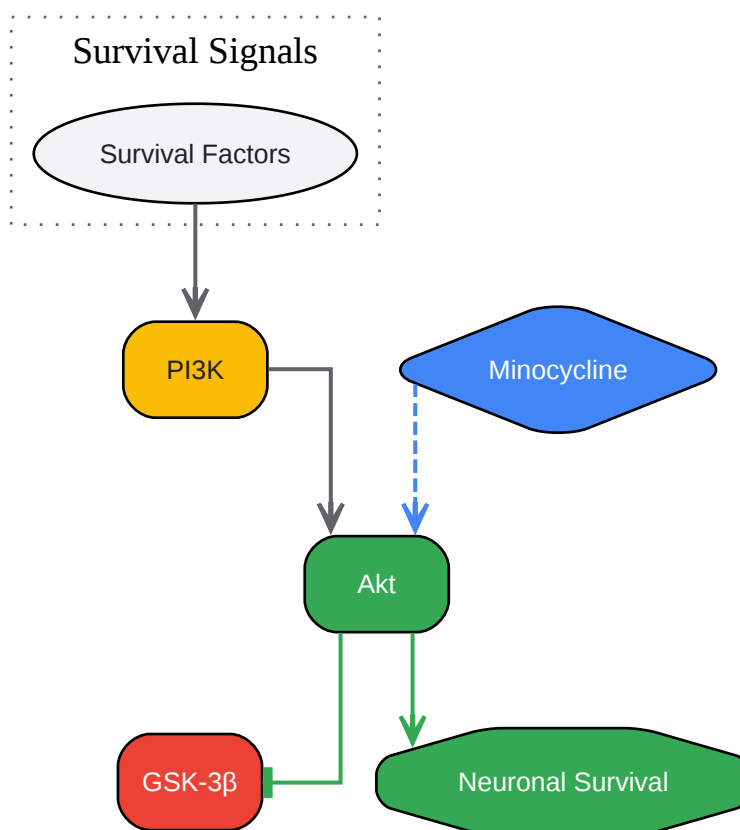 Survival Signals
Survival Factors
PI3K
Minocycline
Akt
GSK-3β
Neuronal Survival